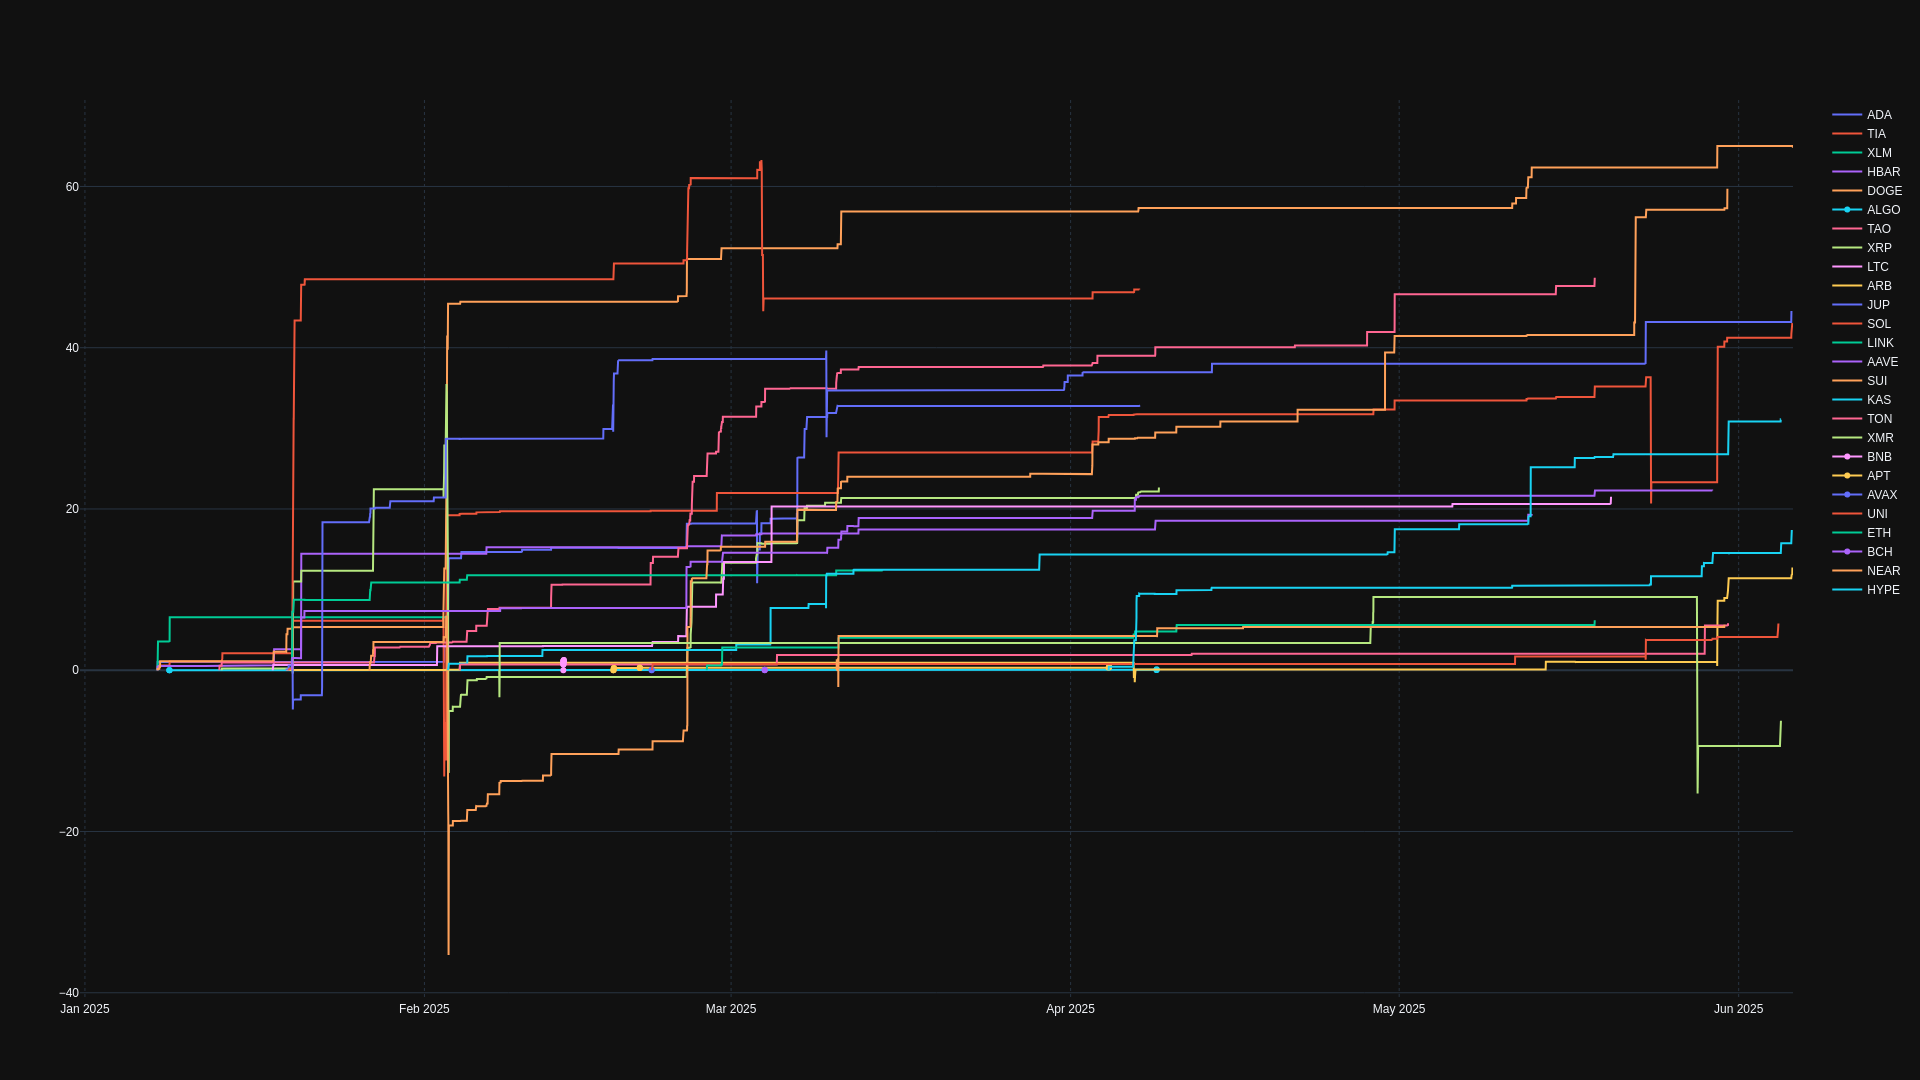 60
40
20
0
−20
−40
Jan 2025
Feb 2025
Mar 2025
Apr 2025
May 2025
Jun 2025
ADA
TIA
XLM
HBAR
DOGE
ALGO
TAO
XRP
LTC
ARB
JUP
SOL
LINK
AAVE
SUI
KAS
TON
XMR
BNB
APT
AVAX
UNI
ETH
BCH
NEAR
HYPE